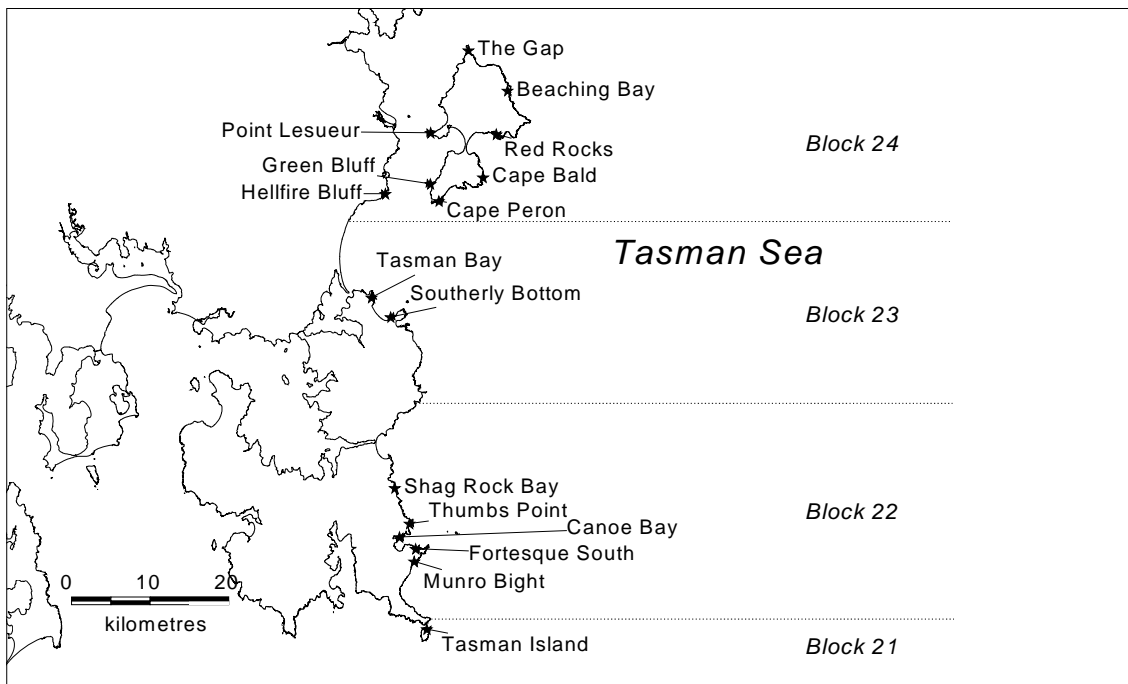 The Gap
Beaching Bay
Point Lesueur
Red Rocks
Block 24
Green Bluff
Cape Bald
Hellfire Bluff
Cape Peron
Tasman Sea
Tasman Bay
Southerly Bottom
Block 23
Shag Rock Bay
Thumbs Point
Block 22
Canoe Bay
Fortesque South
Munro Bight
0 10 20
kilometres
Tasman Island
Block 21